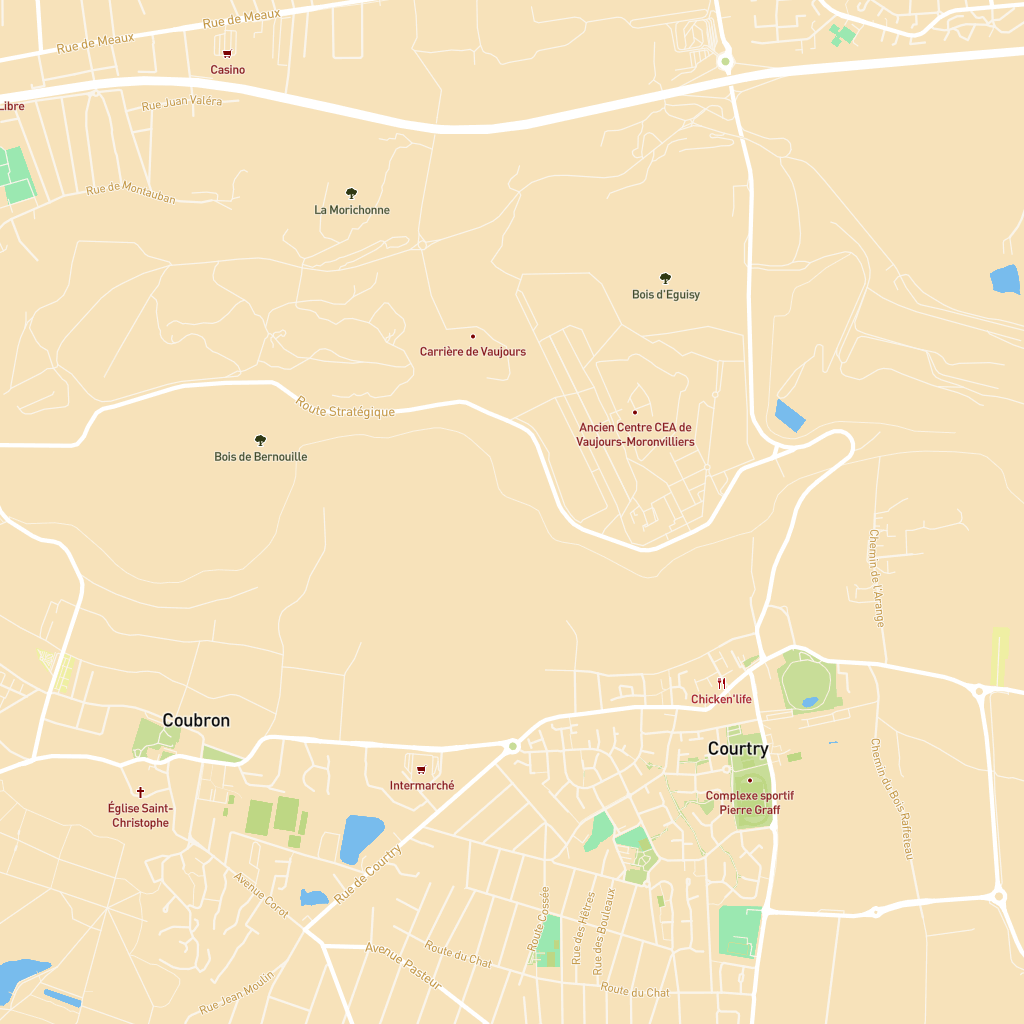 Rue de Meaux
Rue de Meaux
Casino
Libre
Rue Juan Valéra
Rue de Montauban
La Morichonne
Bois d'Eguisy
Carrière de Vaujours
Route Stratégique
Ancien Centre CEA de
Vaujours-Moronvilliers
Bois de Bernouille
Chemin de l'Arange
Chicken'life
Coubron
Courtry
Intermarché
Église Saint-
Christophe
Complexe sportif
Pierre Graff
Chemin du Bois Raffeteau
Rue de Courtry
Avenue Corot
Route Cossée
Rue des Hêtres
Rue des Bouleaux
Avenue Pasteur
Route du Chat
Rue Jean Moulin
Route du Chat